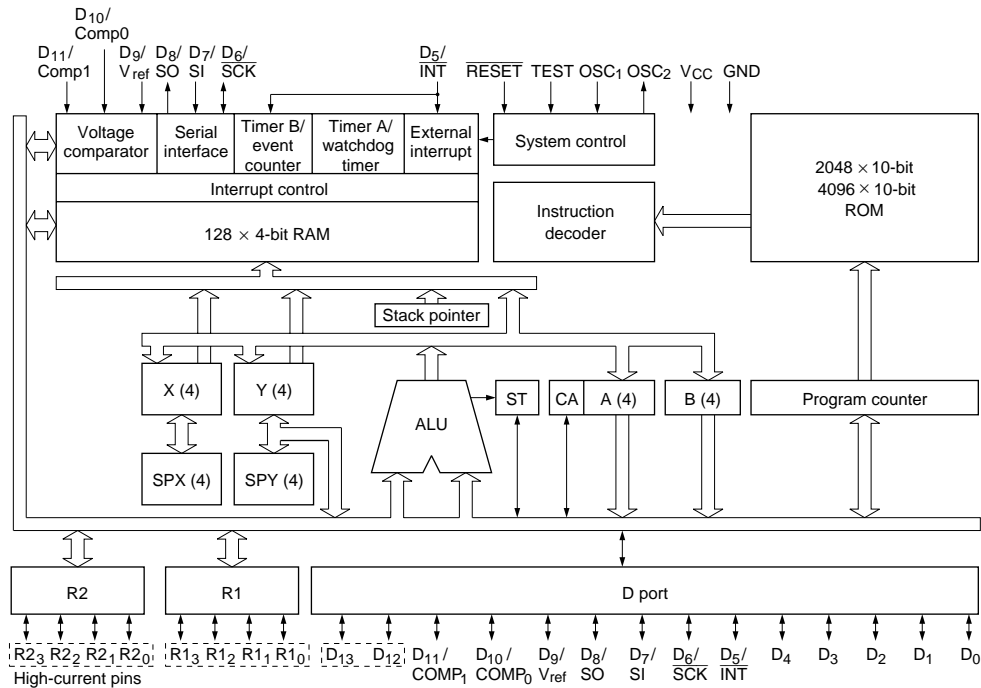 D10/
Comp0
D11/
Comp1
D9/
Vref
D8/
SO
D7/
SI
D6/
SCK
D5/
INT
RESET TEST OSC1 OSC2 VCC GND
Voltage
comparator
Serial
interface
Timer B/
event
counter
Timer A/
watchdog
timer
External
interrupt
System control
2048 × 10-bit
4096 × 10-bit
ROM
Interrupt control
128 × 4-bit RAM
Instruction
decoder
Stack pointer
X (4)
Y (4)
ALU
ST
CA
A (4)
B (4)
Program counter
SPX (4)
SPY (4)
R2
R1
D port
R23 R22 R21 R20
R13 R12 R11 R10
D13
D12
D11/
COMP1
D10/
COMP0
D9/
Vref
D8/
SO
D7/
SI
D6/
SCK
D5/
INT
D4
D3
D2
D1
D0
High-current pins